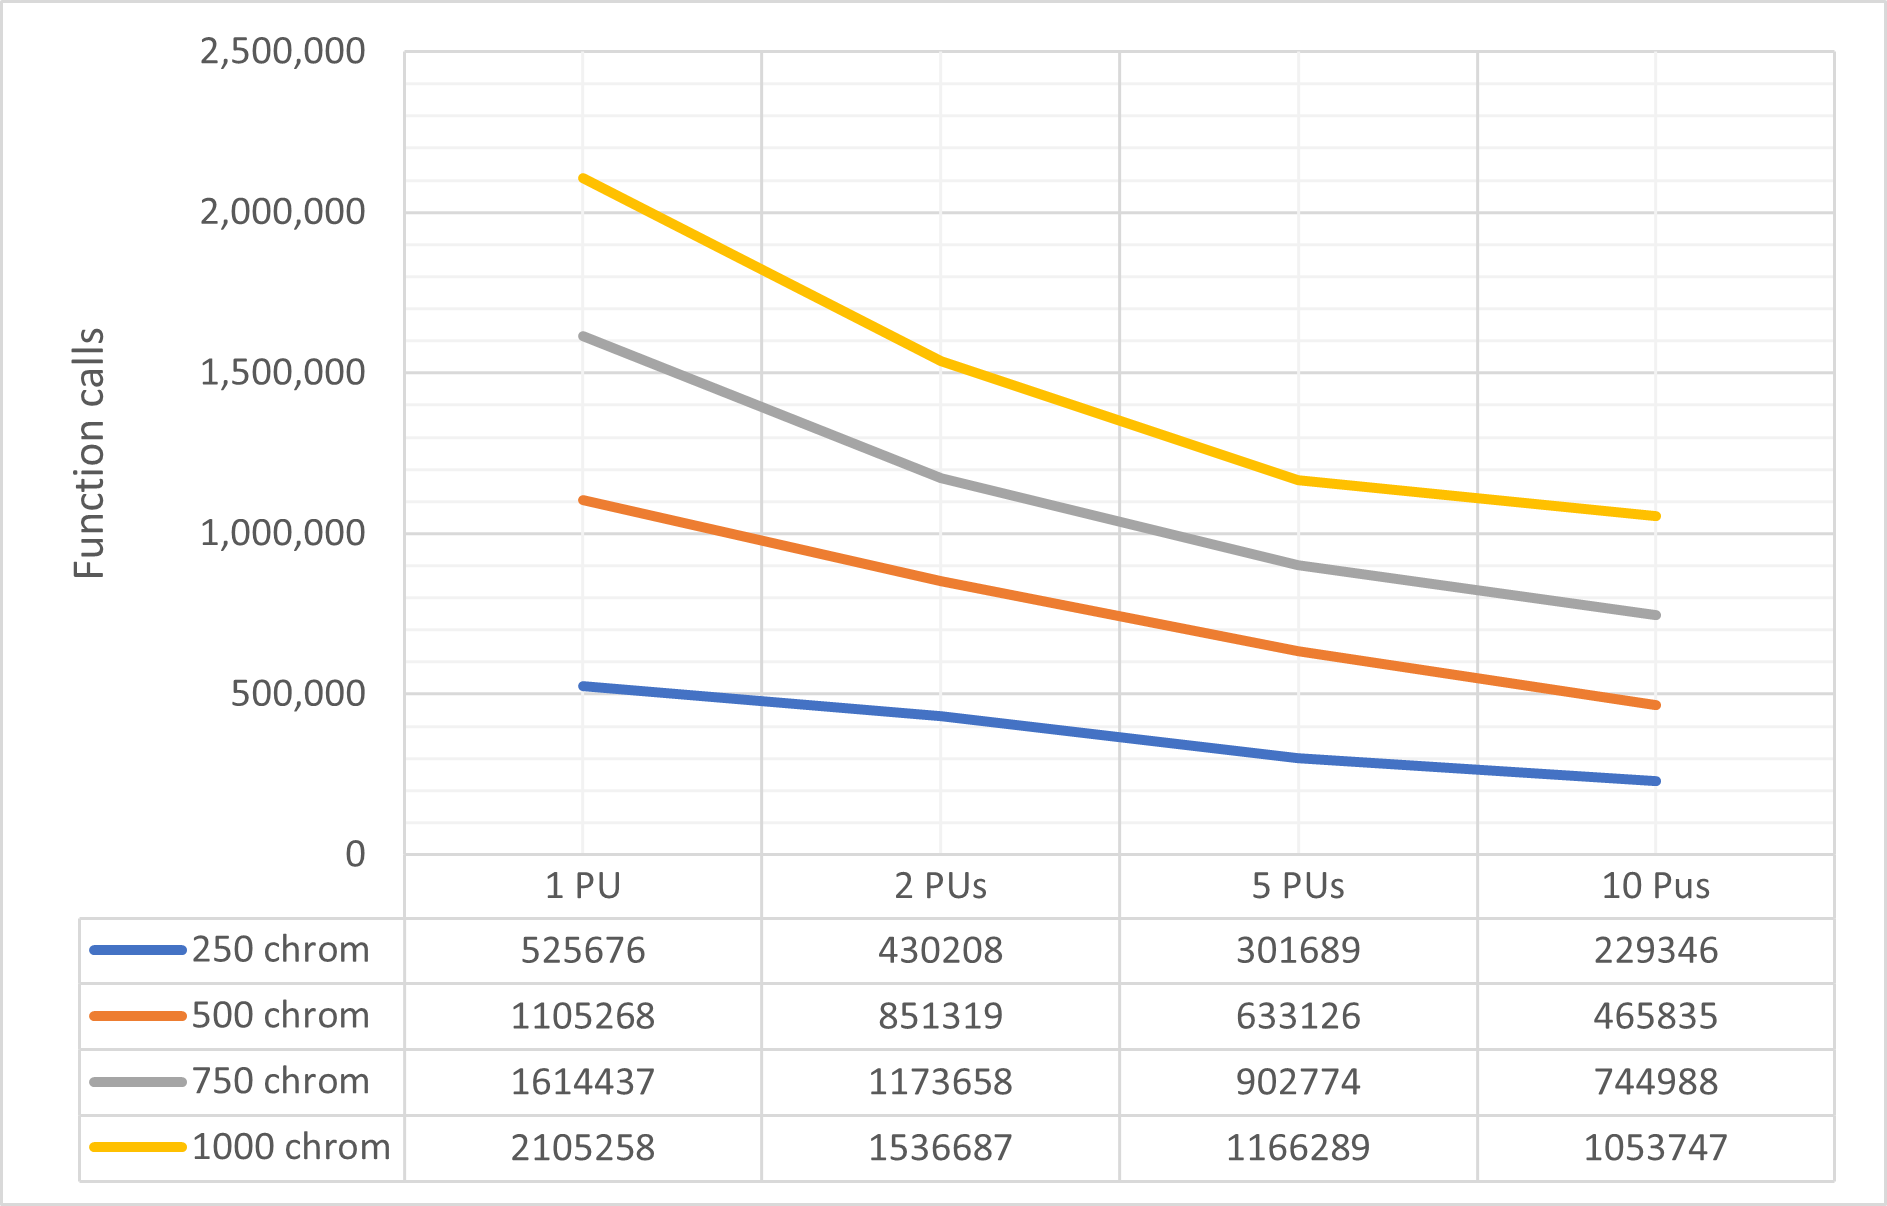 2,500,000
2,000,000
1,500,000
1,000,000
500,000
0
Function calls
1 PU 2 PUs 5 PUs 10 Pus
250 chrom 525676 430208 301689 229346
500 chrom 1105268 851319 633126 465835
750 chrom 1614437 1173658 902774 744988
1000 chrom 2105258 1536687 1166289 1053747